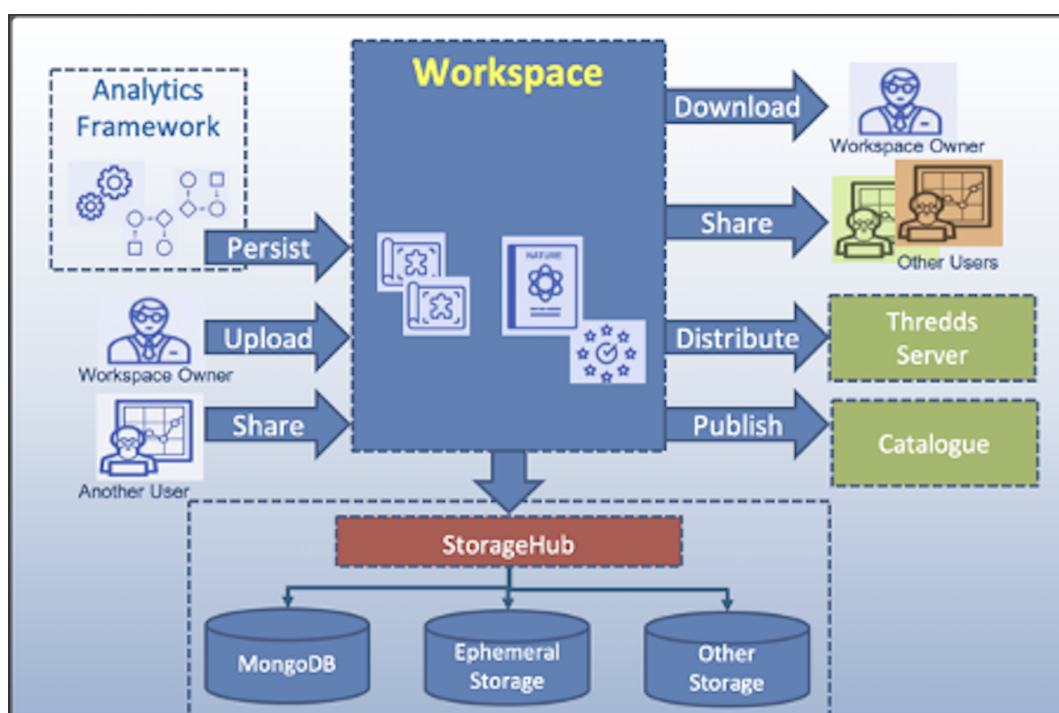 Workspace
Analytics
Framework
Persist
Upload
Workspace Owner
Share
Another User
NATURE
Download
Workspace Owner
Share
Other Users
Distribute
Thredds
Server
Publish
Catalogue
StorageHub
MongoDB
Ephemeral
Storage
Other
Storage